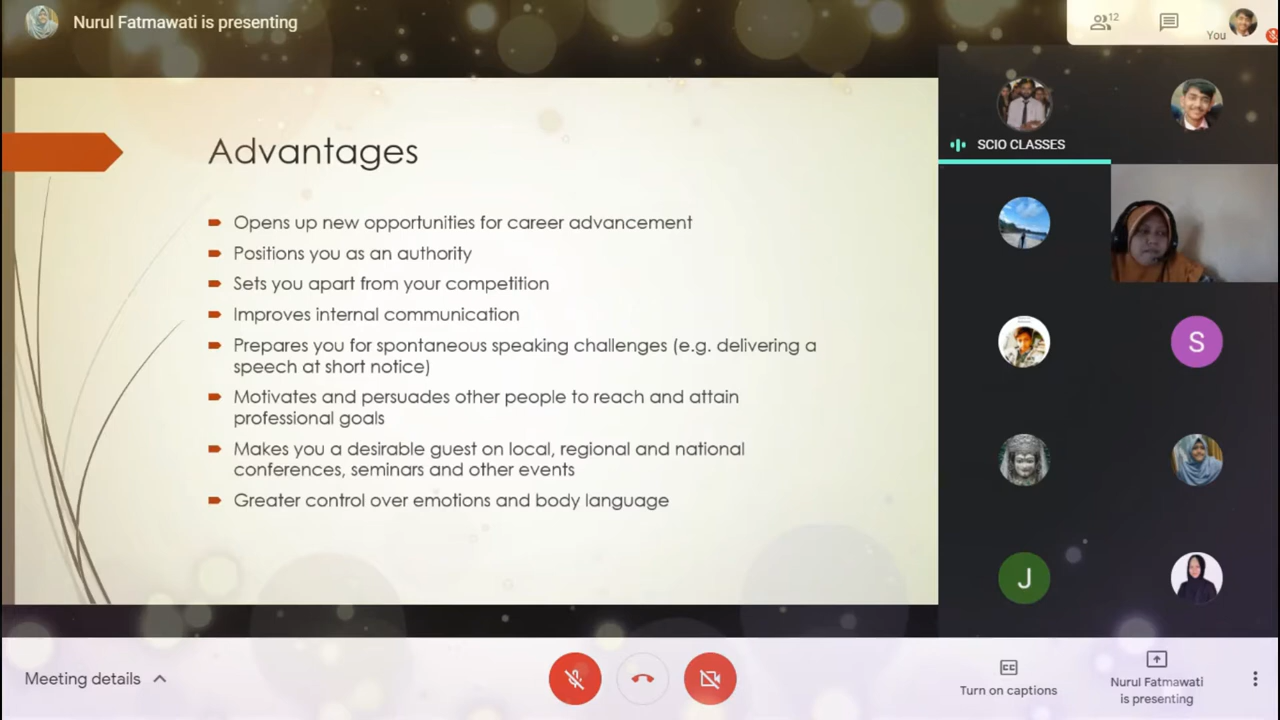 Nurul Fatmawati is presenting
12
You
Advantages
Opens up new opportunities for career advancement
Positions you as an authority
Sets you apart from your competition
Improves internal communication
Prepares you for spontaneous speaking challenges (e.g. delivering a
speech at short notice)
Motivates and persuades other people to reach and attain
professional goals
Makes you a desirable guest on local, regional and national
conferences, seminars and other events
Greater control over emotions and body language
SCIO CLASSES
S
J
Meeting details
CC
Turn on captions
Nurul Fatmawati
is presenting